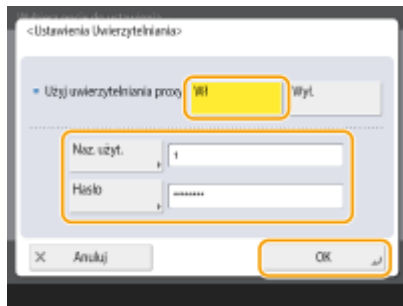 <Ustawienia Uwierzytelniania>
Użyj uwierzytelniania proxy Wł Wył.
Naz. użyt. 1
Hasło ********
× Anuluj OK